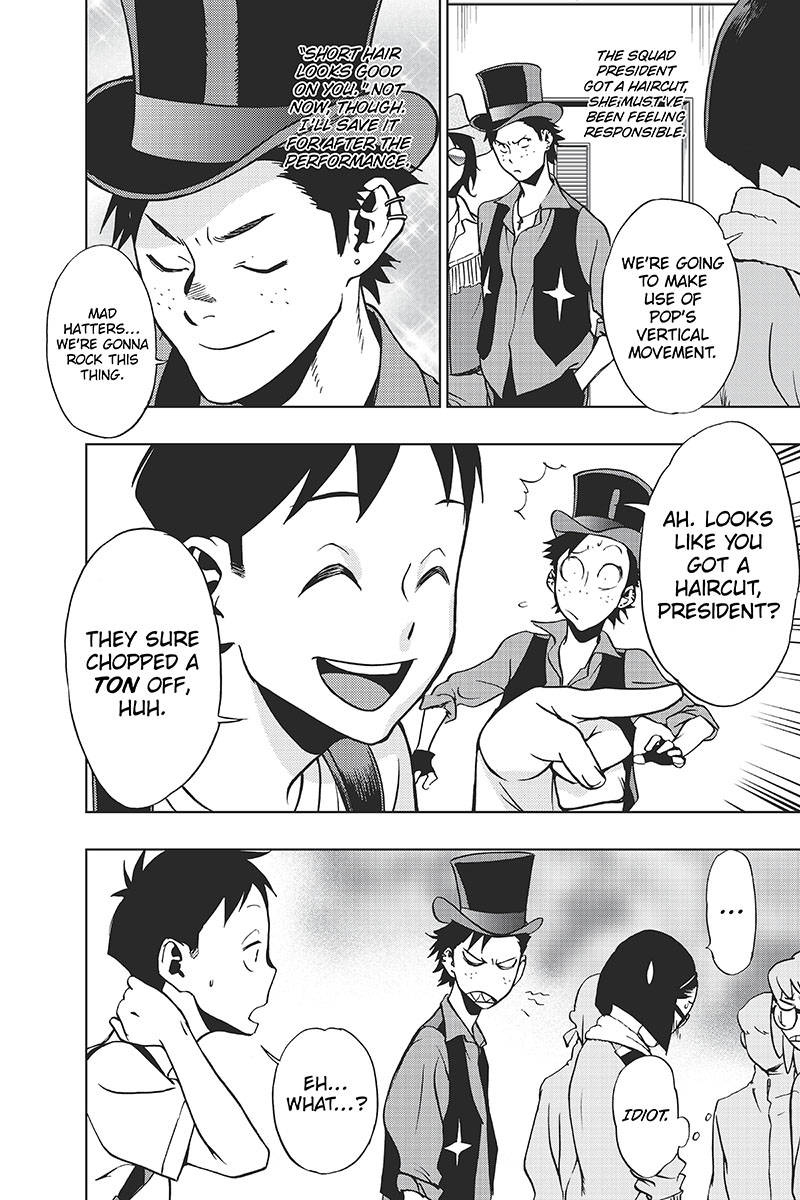 THE SQUAD
PRESIDENT
GOT A HAIRCUT,
SHE MUST'VE
BEEN FEELING
RESPONSIBLE.
WE'RE GOING
TO MAKE
USE OF
POP'S
VERTICAL
MOVEMENT.
"SHORT HAIR
LOOKS GOOD
ON YOU." NOT
NOW, THOUGH.
I'LL SAVE IT
FOR AFTER THE
PERFORMANCE.
MAD
HATTERS...
WE'RE GONNA
ROCK THIS
THING.
AH. LOOKS
LIKE YOU
GOT A
HAIRCUT,
PRESIDENT?
THEY SURE
CHOPPED A
TON OFF,
HUH.
...
IDIOT.
EH...
WHAT...?